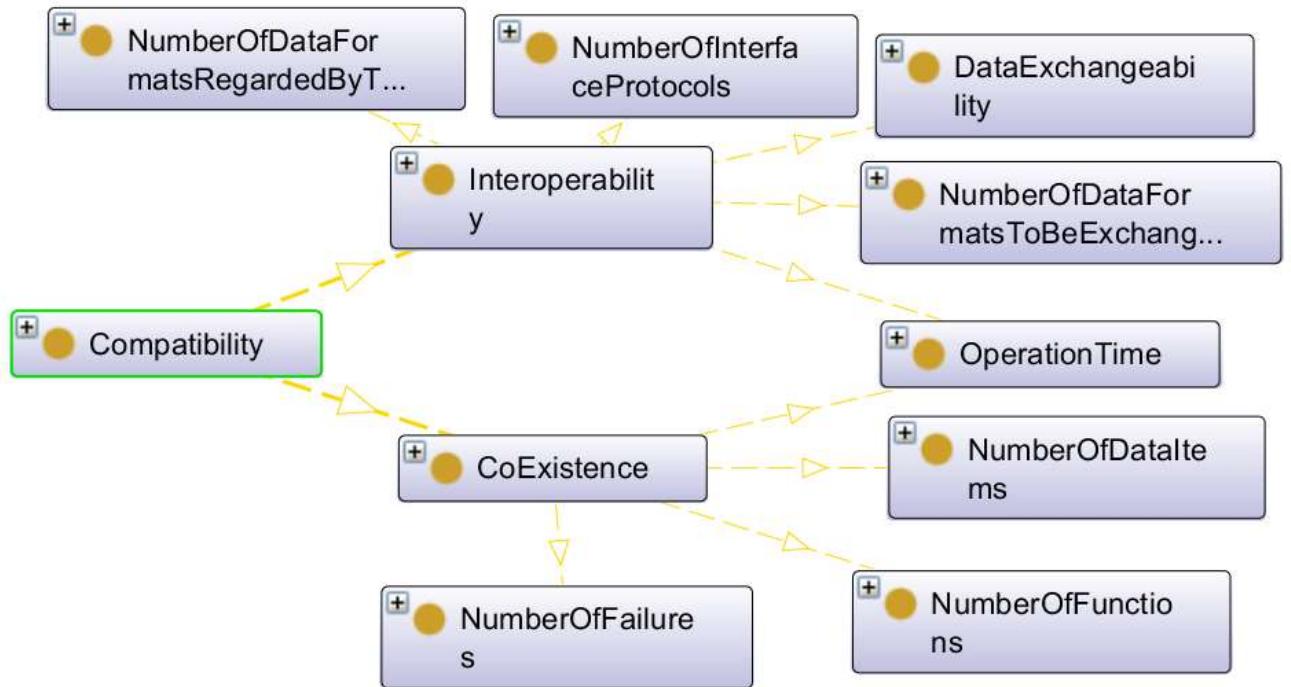 NumberOfDataFor
matsRegardedByT...
NumberOfInterfa
ceProtocols
DataExchangeabi
lity
Interoperabilit
y
NumberOfDataFor
matsToBeExchang...
Compatibility
OperationTime
CoExistence
NumberOfDataIte
ms
NumberOfFailure
s
NumberOfFunctio
ns